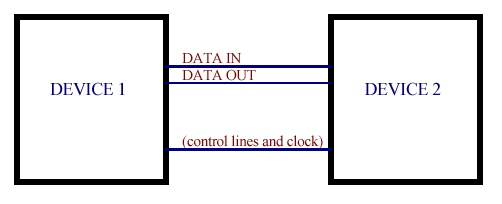 DATA IN
DATA OUT
DEVICE 1
DEVICE 2
(control lines and clock)